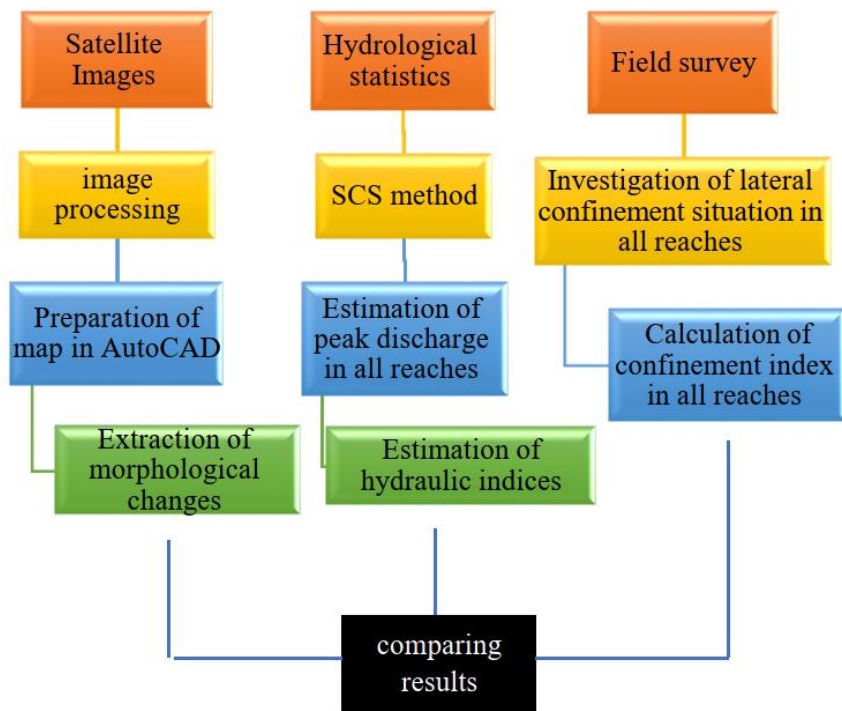 Satellite
Images
Hydrological
statistics
Field survey
image
processing
SCS method
Investigation of lateral
confinement situation in
all reaches
Preparation of
map in AutoCAD
Estimation of
peak discharge
in all reaches
Calculation of
confinement index
in all reaches
Extraction of
morphological
changes
Estimation of
hydraulic indices
comparing
results